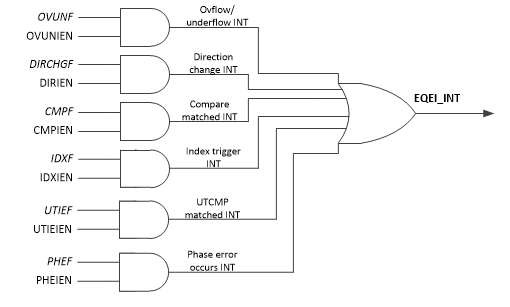 OVUNF
OVUNIEN
Ovflow/
underflow INT
DIRCHGF
DIRIEN
Direction
change INT
CMPF
CMPIEN
Compare
matched INT
IDXF
IDXIEN
Index trigger
INT
UTIEF
UTIEIEN
UTCMP
matched INT
PHEF
PHEIEN
Phase error
occurs INT
EQEI_INT